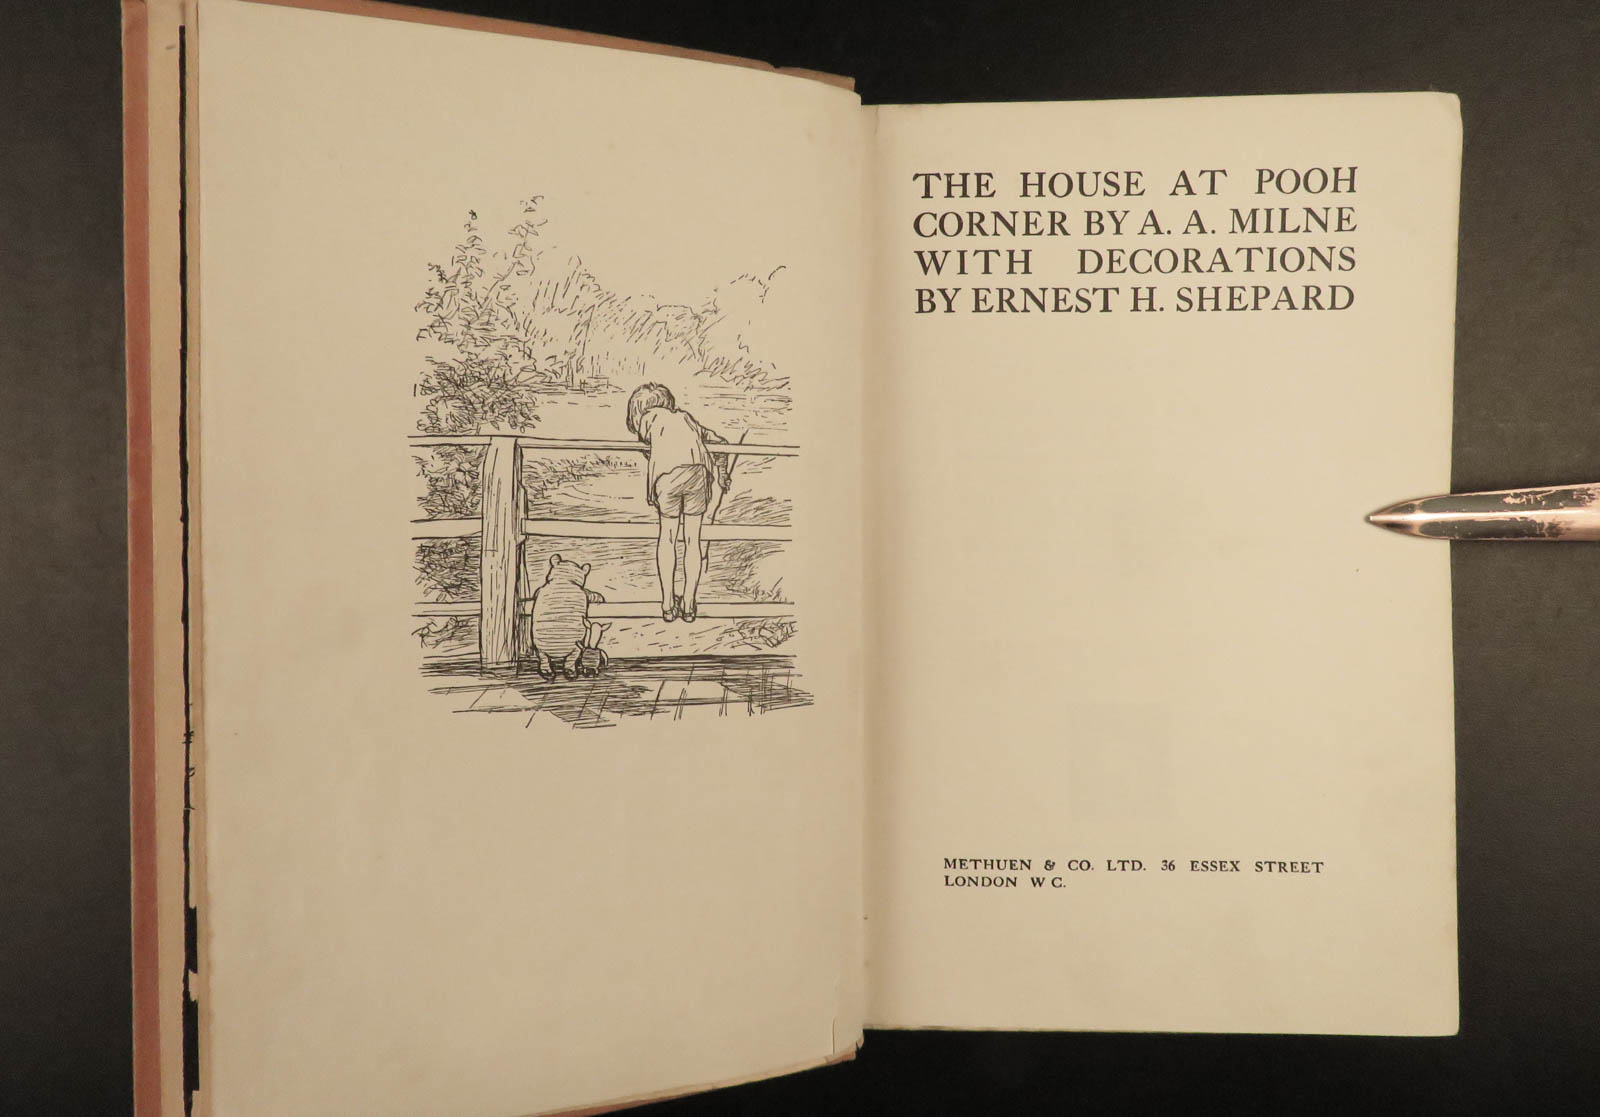 THE HOUSE AT POOH
CORNER BY A. A. MILNE
WITH DECORATIONS
BY ERNEST H. SHEPARD
METHUEN & CO. LTD. 36 ESSEX STREET
LONDON W C.